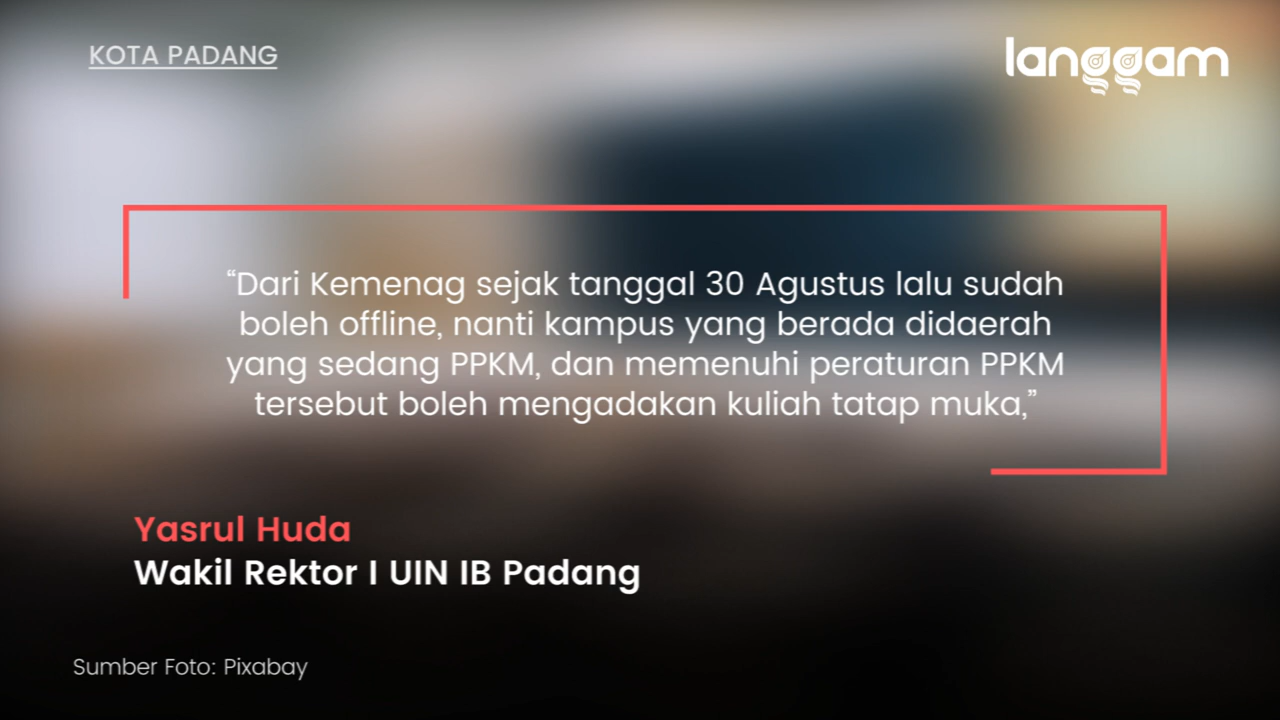 KOTA PADANG
langgam
“Dari Kemenag sejak tanggal 30 Agustus lalu sudah
boleh offline, nanti kampus yang berada didaerah
yang sedang PPKM, dan memenuhi peraturan PPKM
tersebut boleh mengadakan kuliah tatap muka,”
Yasrul Huda
Wakil Rektor I UIN IB Padang
Sumber Foto: Pixabay